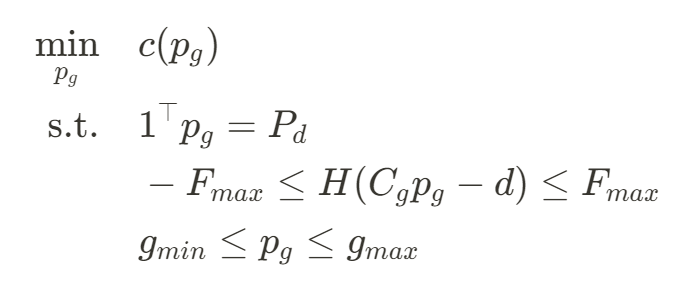 min c(p_g)
p_g
s.t. 1^⊤ p_g = P_d
− F_max ≤ H(C_g p_g − d) ≤ F_max
g_min ≤ p_g ≤ g_max